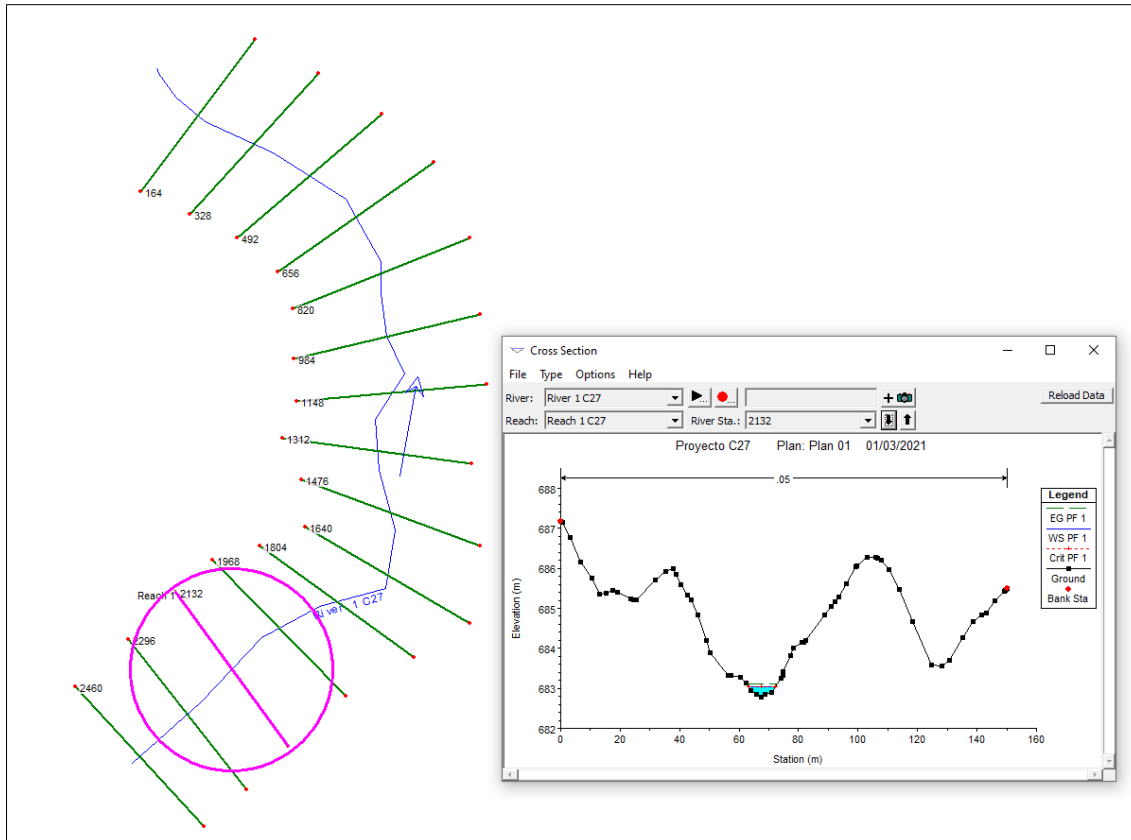 164
328
492
656
820
984
1148
1312
1476
1640
1804
1968
Reach 1 2132
River 1 C27
2296
2460
Cross Section
File Type Options Help
River: River 1 C27
Reload Data
Reach: Reach 1 C27 River Sta.: 2132
Proyecto C27 Plan: Plan 01 01/03/2021
.05
688
687
686
685
684
683
682
Elevation (m)
0 20 40 60 80 100 120 140 160
Station (m)
Legend
EG PF 1
WS PF 1
Crit PF 1
Ground
Bank Sta